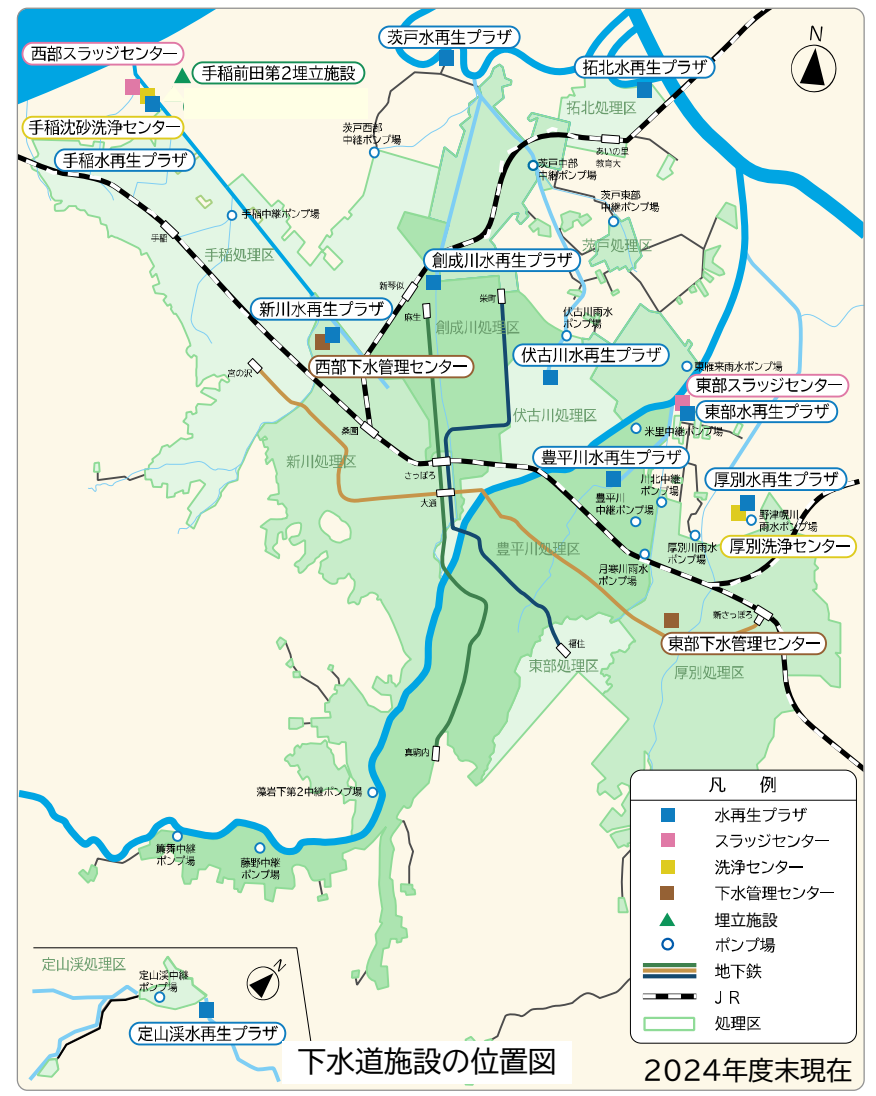 西部スラッジセンター
手稲前田第2埋立施設
茨戸水再生プラザ
拓北水再生プラザ
N
手稲沈砂洗浄センター
手稲水再生プラザ
茨戸西部
中継ポンプ場
拓北処理区
あいの里
教育大
茨戸中部
中継ポンプ場
茨戸東部
中継ポンプ場
手稲中継ポンプ場
手稲
手稲処理区
茨戸処理区
創成川水再生プラザ
新琴似
麻生
栄町
新川水再生プラザ
創成川処理区
伏古川雨水
ポンプ場
西部下水管理センター
伏古川水再生プラザ
宮の沢
東雁来雨水ポンプ場
東部スラッジセンター
東部水再生プラザ
伏古川処理区
桑園
米里中継ポンプ場
新川処理区
さっぽろ
豊平川水再生プラザ
大通
川北中継
ポンプ場
厚別水再生プラザ
豊平川
中継ポンプ場
野津幌川
雨水ポンプ場
豊平川処理区
厚別川雨水
ポンプ場
厚別洗浄センター
月寒川雨水
ポンプ場
新さっぽろ
福住
東部下水管理センター
東部処理区
厚別処理区
真駒内
藻岩下第2中継ポンプ場
簾舞中継
ポンプ場
藤野中継
ポンプ場
凡 例
水再生プラザ
スラッジセンター
洗浄センター
下水管理センター
埋立施設
ポンプ場
地下鉄
JR
処理区
定山渓処理区
N
定山渓中継
ポンプ場
定山渓水再生プラザ
下水道施設の位置図
2024年度末現在